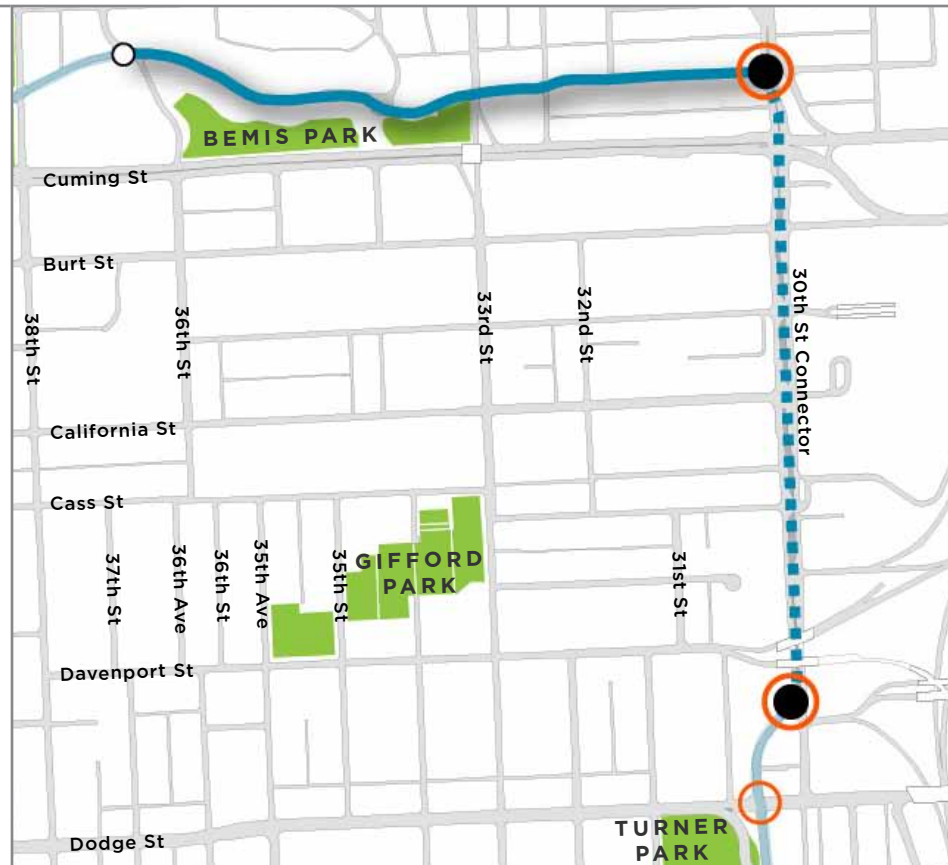 BEMIS PARK
Cuming St
Burt St
38th St
36th St
33rd St
32nd St
30th St Connector
California St
Cass St
37th St
36th Ave
36th St
35th Ave
35th St
GIFFORD
PARK
31st St
Davenport St
Dodge St
TURNER
PARK